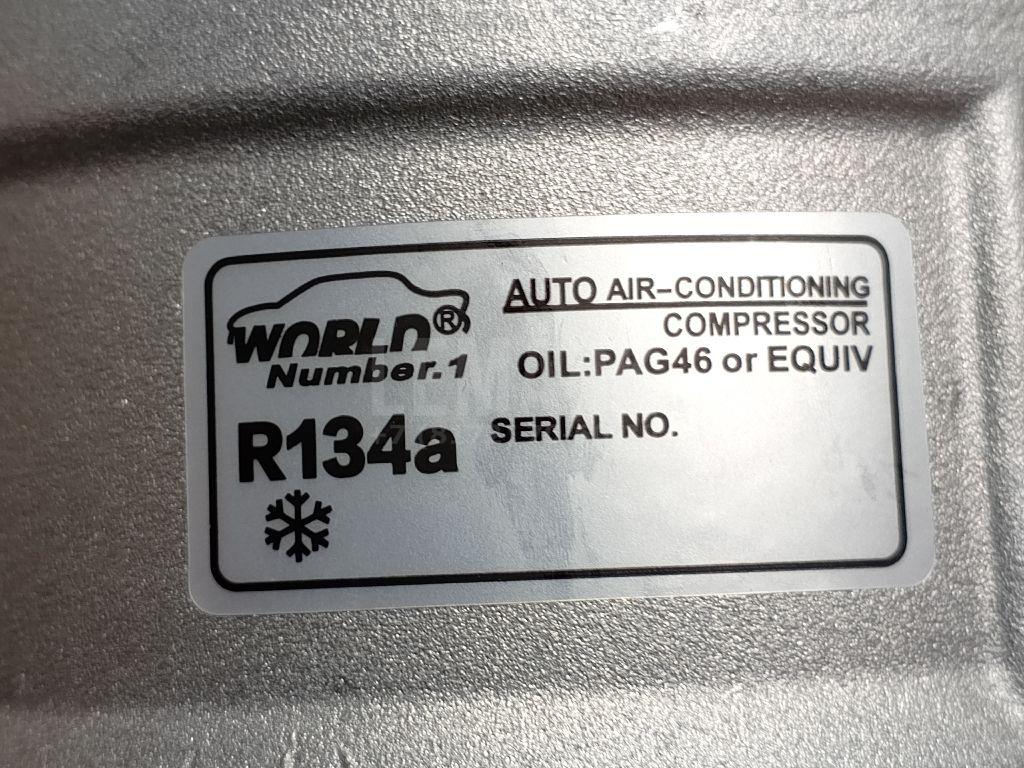 WORLD®
Number.1
AUTO AIR-CONDITIONING
COMPRESSOR
OIL:PAG46 or EQUIV
R134a
SERIAL NO.